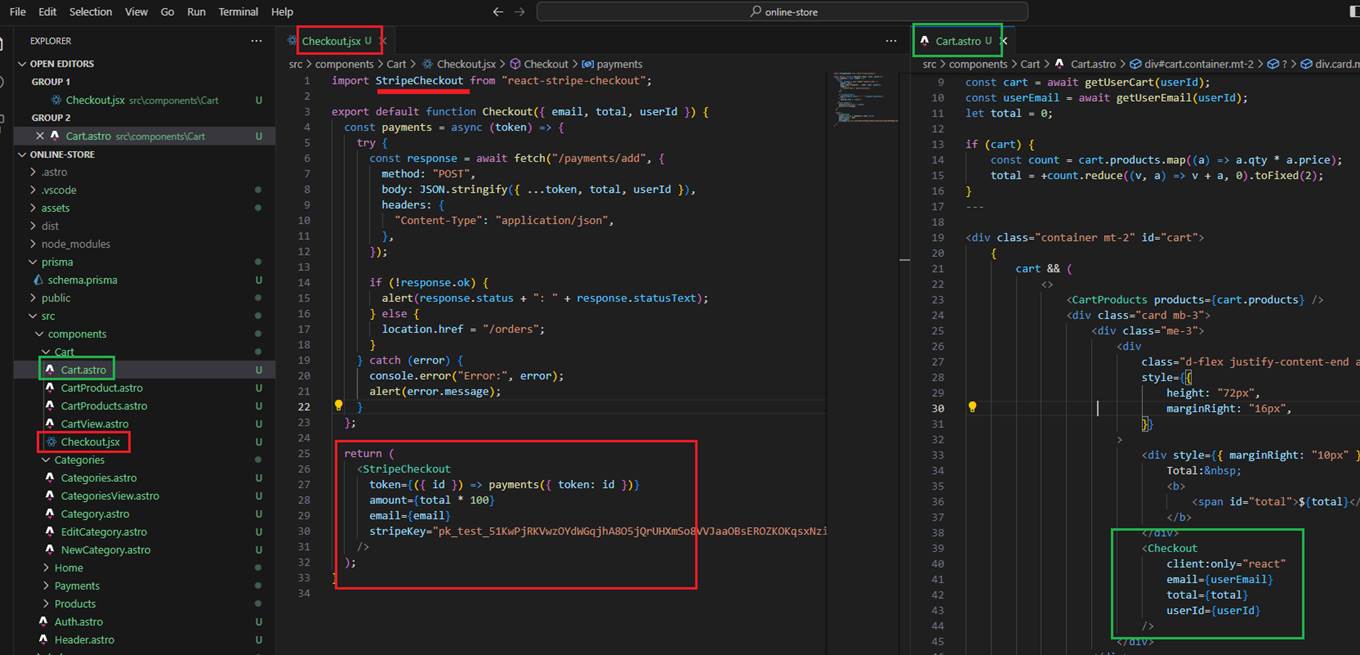 File Edit Selection View Go Run Terminal Help
online-store
EXPLORER
OPEN EDITORS
GROUP 1
Checkout.jsx src\components\Cart U
GROUP 2
Cart.astro src\components\Cart U
ONLINE-STORE
.astro
.vscode
assets
dist
node_modules
prisma
schema.prisma U
public
src
components
Cart
Cart.astro U
CartProduct.astro U
CartProducts.astro U
CartView.astro U
Checkout.jsx U
Categories
Categories.astro U
CategoriesView.astro U
Category.astro U
EditCategory.astro U
NewCategory.astro U
Home
Payments
Products
Auth.astro U
Header.astro U
Checkout.jsx U
src > components > Cart > Checkout.jsx > Checkout > payments
1 import StripeCheckout from "react-stripe-checkout";
2
3 export default function Checkout({ email, total, userId }) {
4 const payments = async (token) => {
5 try {
6 const response = await fetch("/payments/add", {
7 method: "POST",
8 body: JSON.stringify({ ...token, total, userId }),
9 headers: {
10 "Content-Type": "application/json",
11 },
12 });
13
14 if (!response.ok) {
15 alert(response.status + ": " + response.statusText);
16 } else {
17 location.href = "/orders";
18 }
19 } catch (error) {
20 console.error("Error:", error);
21 alert(error.message);
22 }
23 };
24
25 return (
26 <StripeCheckout
27 token={({ id }) => payments({ token: id })}
28 amount={total * 100}
29 email={email}
30 stripeKey="pk_test_51KwPjRKVwzOYdWGqjhA8O5jQrUHXmSo8VVJaaOBsEROZKOKqsxNzi
31 />
32 );
33 }
34
Cart.astro U
src > components > Cart > Cart.astro > div#cart.container.mt-2 > ? > div.card.m
9 const cart = await getUserCart(userId);
10 const userEmail = await getUserEmail(userId);
11 let total = 0;
12
13 if (cart) {
14 const count = cart.products.map((a) => a.qty * a.price);
15 total = +count.reduce((v, a) => v + a, 0).toFixed(2);
16 }
17 ---
18
19 <div class="container mt-2" id="cart">
20 {
21 cart && (
22 <>
23 <CartProducts products={cart.products} />
24 <div class="card mb-3">
25 <div class="me-3">
26 <div
27 class="d-flex justify-content-end a
28 style={{
29 height: "72px",
30 marginRight: "16px",
31 }}
32 >
33 <div style={{ marginRight: "10px" }
34 Total:&nbsp;
35 <b>
36 <span id="total">${total}</
37 </b>
38 </div>
39 <Checkout
40 client:only="react"
41 email={userEmail}
42 total={total}
43 userId={userId}
44 />
45 </div>